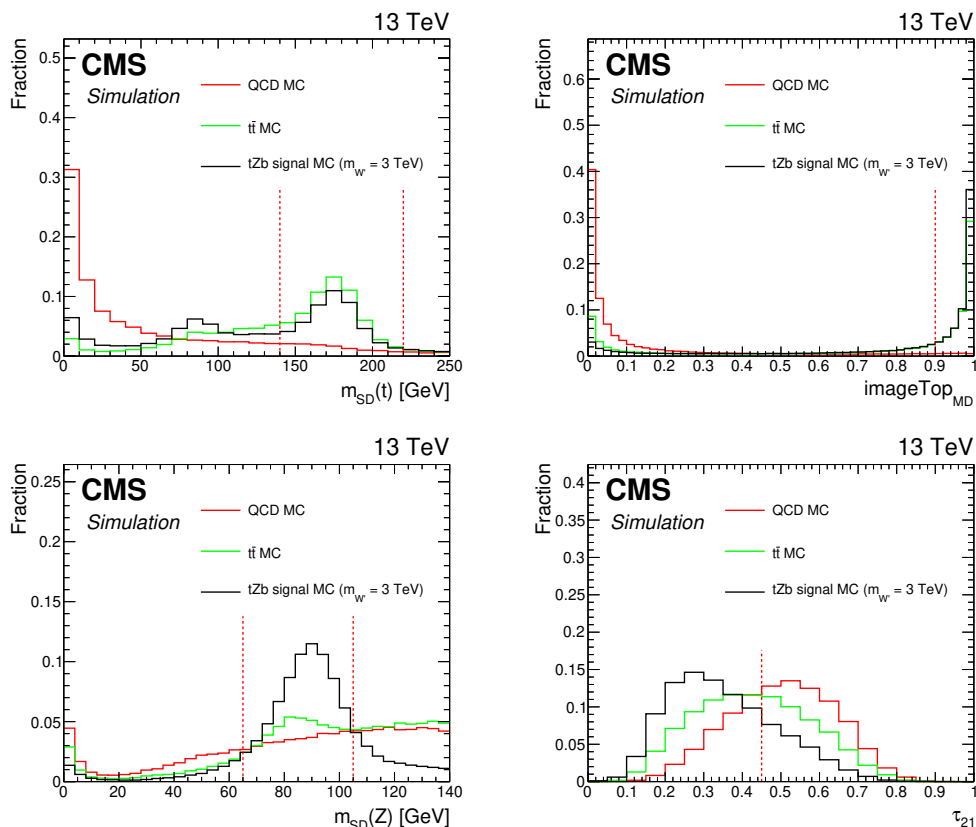 13 TeV
CMS
Simulation
QCD MC
tt̄ MC
tZb signal MC (m_W' = 3 TeV)
Fraction
0.5
0.4
0.3
0.2
0.1
0
0 50 100 150 200 250
m_SD(t) [GeV]
13 TeV
CMS
Simulation
QCD MC
tt̄ MC
tZb signal MC (m_W' = 3 TeV)
Fraction
0.6
0.5
0.4
0.3
0.2
0.1
0
0 0.1 0.2 0.3 0.4 0.5 0.6 0.7 0.8 0.9 1
imageTop_MD
13 TeV
CMS
Simulation
QCD MC
tt̄ MC
tZb signal MC (m_W' = 3 TeV)
Fraction
0.25
0.2
0.15
0.1
0.05
0
0 20 40 60 80 100 120 140
m_SD(Z) [GeV]
13 TeV
CMS
Simulation
QCD MC
tt̄ MC
tZb signal MC (m_W' = 3 TeV)
Fraction
0.4
0.35
0.3
0.25
0.2
0.15
0.1
0.05
0
0 0.1 0.2 0.3 0.4 0.5 0.6 0.7 0.8 0.9 1
τ_21